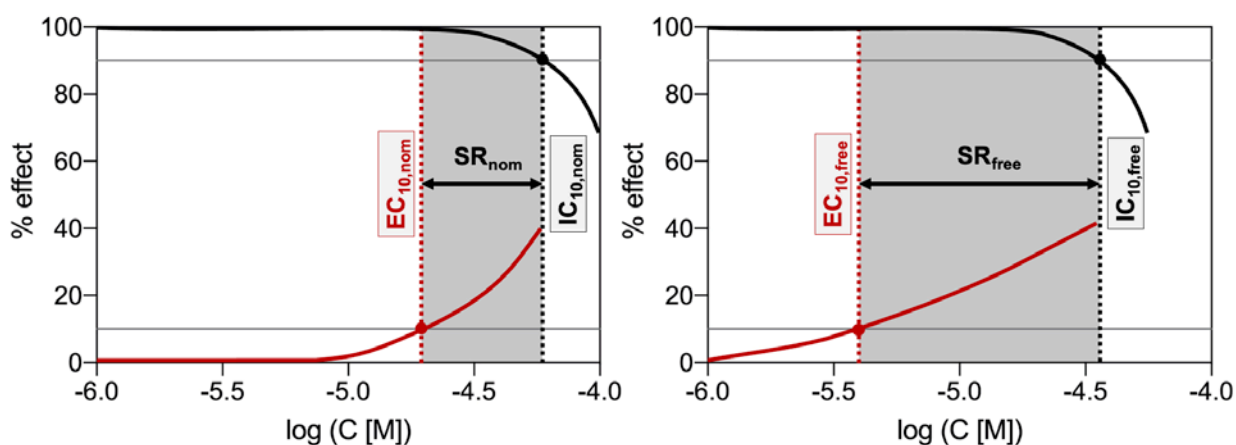 100
80
60
40
20
0
% effect
EC10,nom
SRnom
IC10,nom
-6.0 -5.5 -5.0 -4.5 -4.0
log (C [M])
100
80
60
40
20
0
% effect
EC10,free
SRfree
IC10,free
-6.0 -5.5 -5.0 -4.5 -4.0
log (C [M])